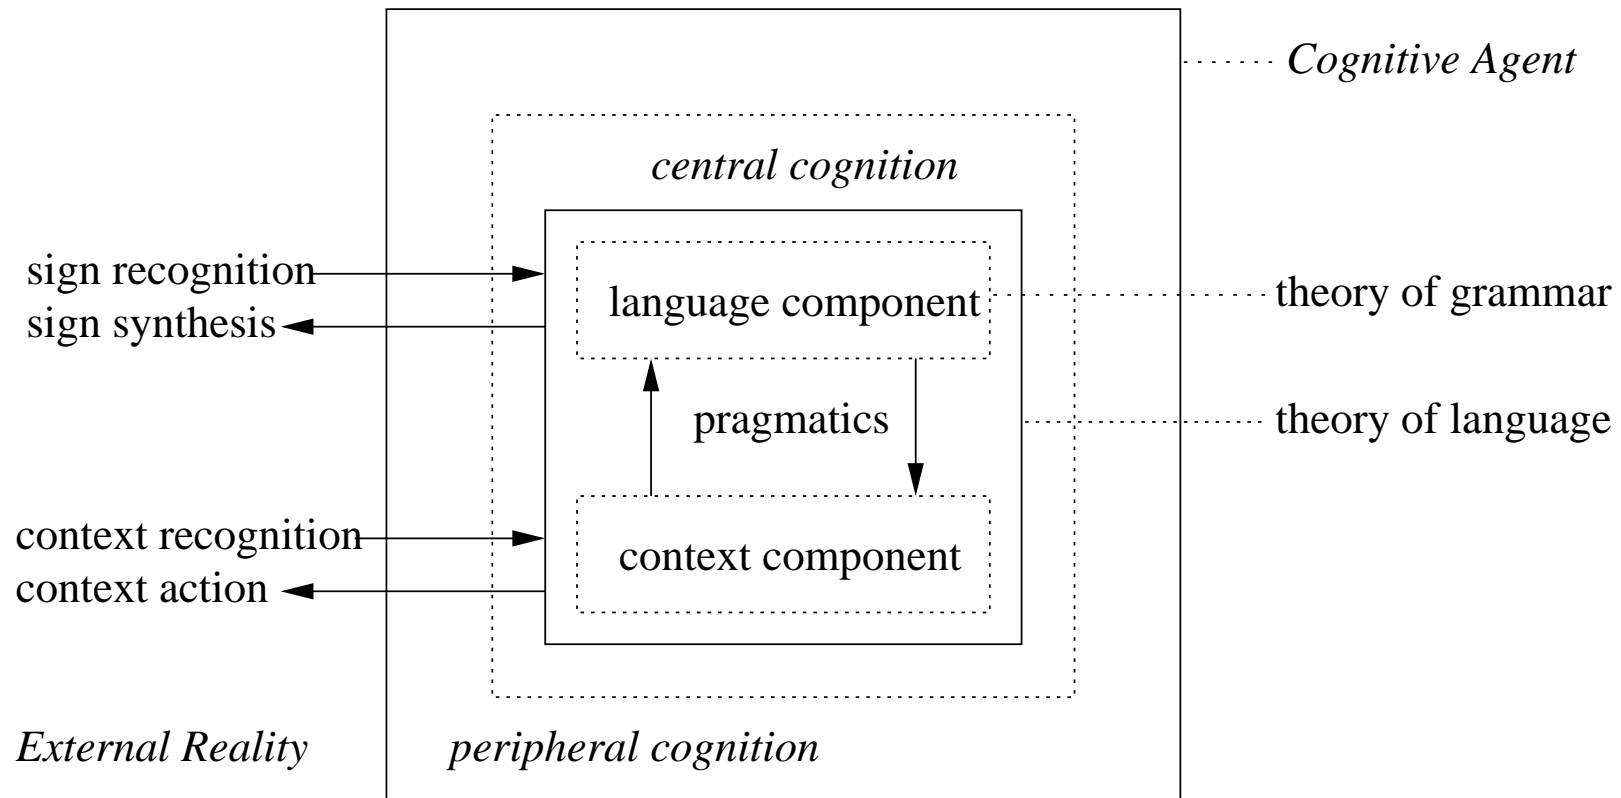 Cognitive Agent
central cognition
sign recognition
language component
theory of grammar
sign synthesis
pragmatics
theory of language
context recognition
context component
context action
External Reality
peripheral cognition